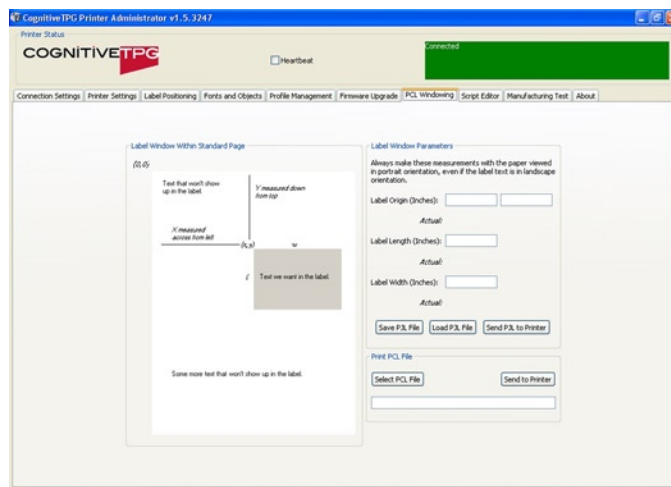 CognitiveTPG Printer Administrator v1.5.3247
Printer Status
COGNITIVETPG
Heartbeat
Connected
Connection Settings Printer Settings Label Positioning Fonts and Objects Profile Management Firmware Upgrade PCL Windowing Script Editor Manufacturing Test About
Label Window Within Standard Page
(0,0)
Text that won't show
up in the label.
Y measured down
from top
X measured
across from left
(x,y)
w
l
Text we want in the label.
Some more text that won't show up in the label.
Label Window Parameters
Always make these measurements with the paper viewed
in portrait orientation, even if the label text is in landscape
orientation.
Label Origin (Inches):
Actual:
Label Length (Inches):
Actual:
Label Width (Inches):
Actual:
Save PJL File Load PJL File Send PJL to Printer
Print PCL File
Select PCL File Send to Printer